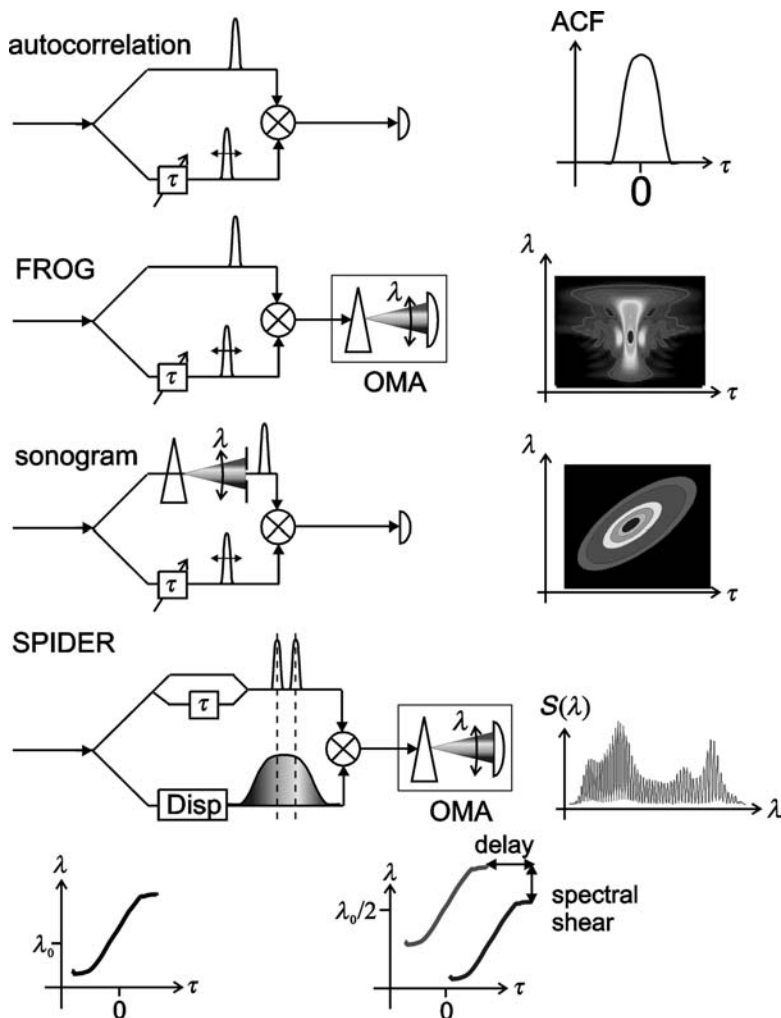 autocorrelation
τ
ACF
τ
0
FROG
τ
λ
OMA
λ
τ
sonogram
λ
τ
λ
τ
SPIDER
τ
Disp
λ
OMA
S(λ)
λ
λ
λ₀
0
τ
delay
λ
λ₀/2
spectral
shear
0
τ